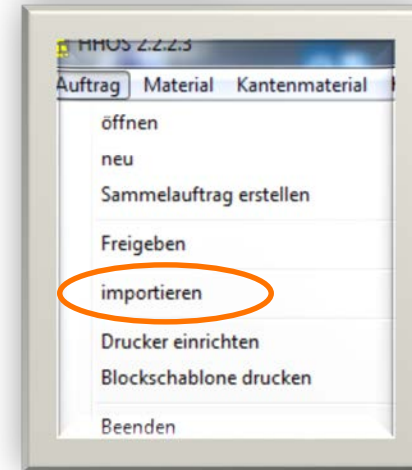 HHOS 2.2.2.3
Auftrag Material Kantenmaterial
öffnen
neu
Sammelauftrag erstellen
Freigeben
importieren
Drucker einrichten
Blockschablone drucken
Beenden